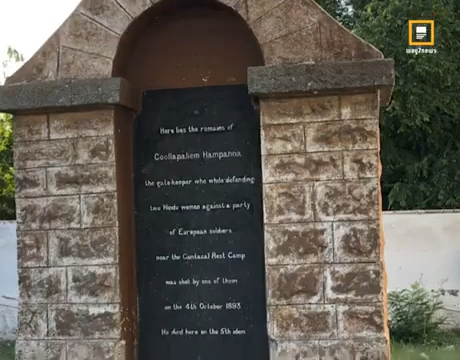 way2news
Here lies the remains of
Goollapaliem Hampanna
the gate keeper who while defending
two Hindu women against a party
of European soldiers
near the Guntacal Rest Camp
was shot by one of them
on the 4th October 1893
He died here on the 5th idem